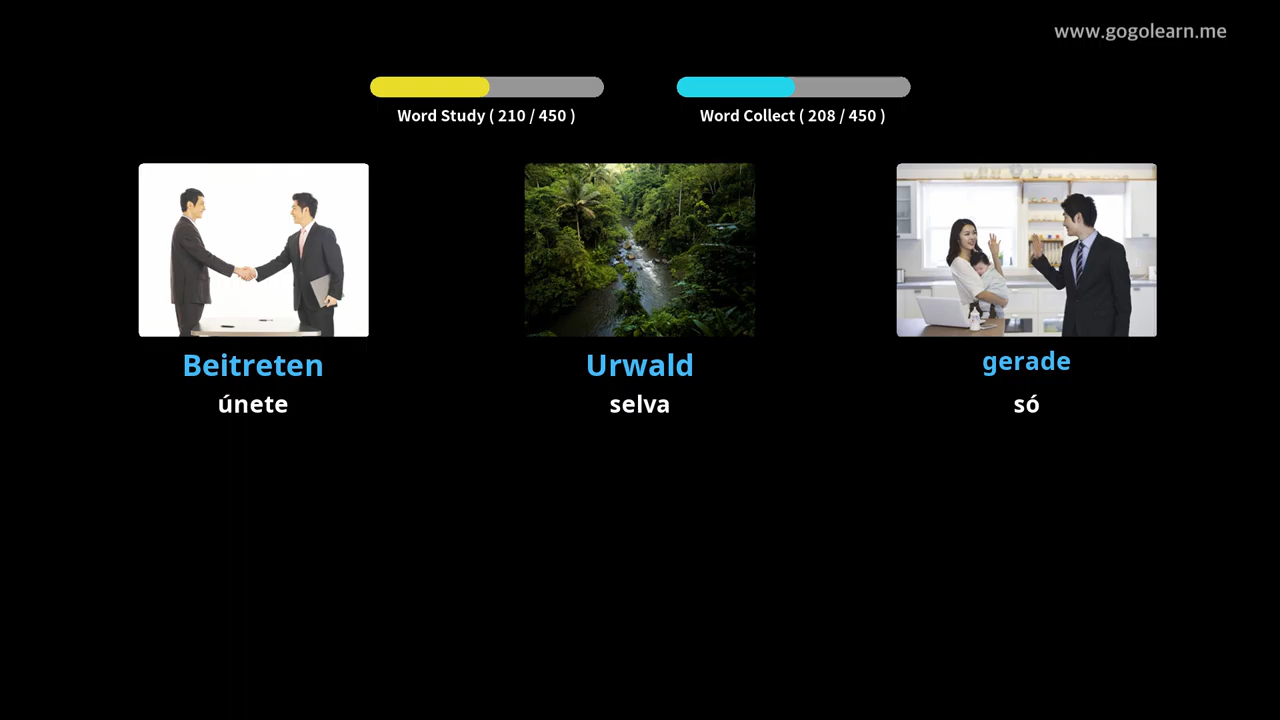 www.gogolearn.me
Word Study ( 210 / 450 )
Word Collect ( 208 / 450 )
Beitreten
Urwald
gerade
únete
selva
só